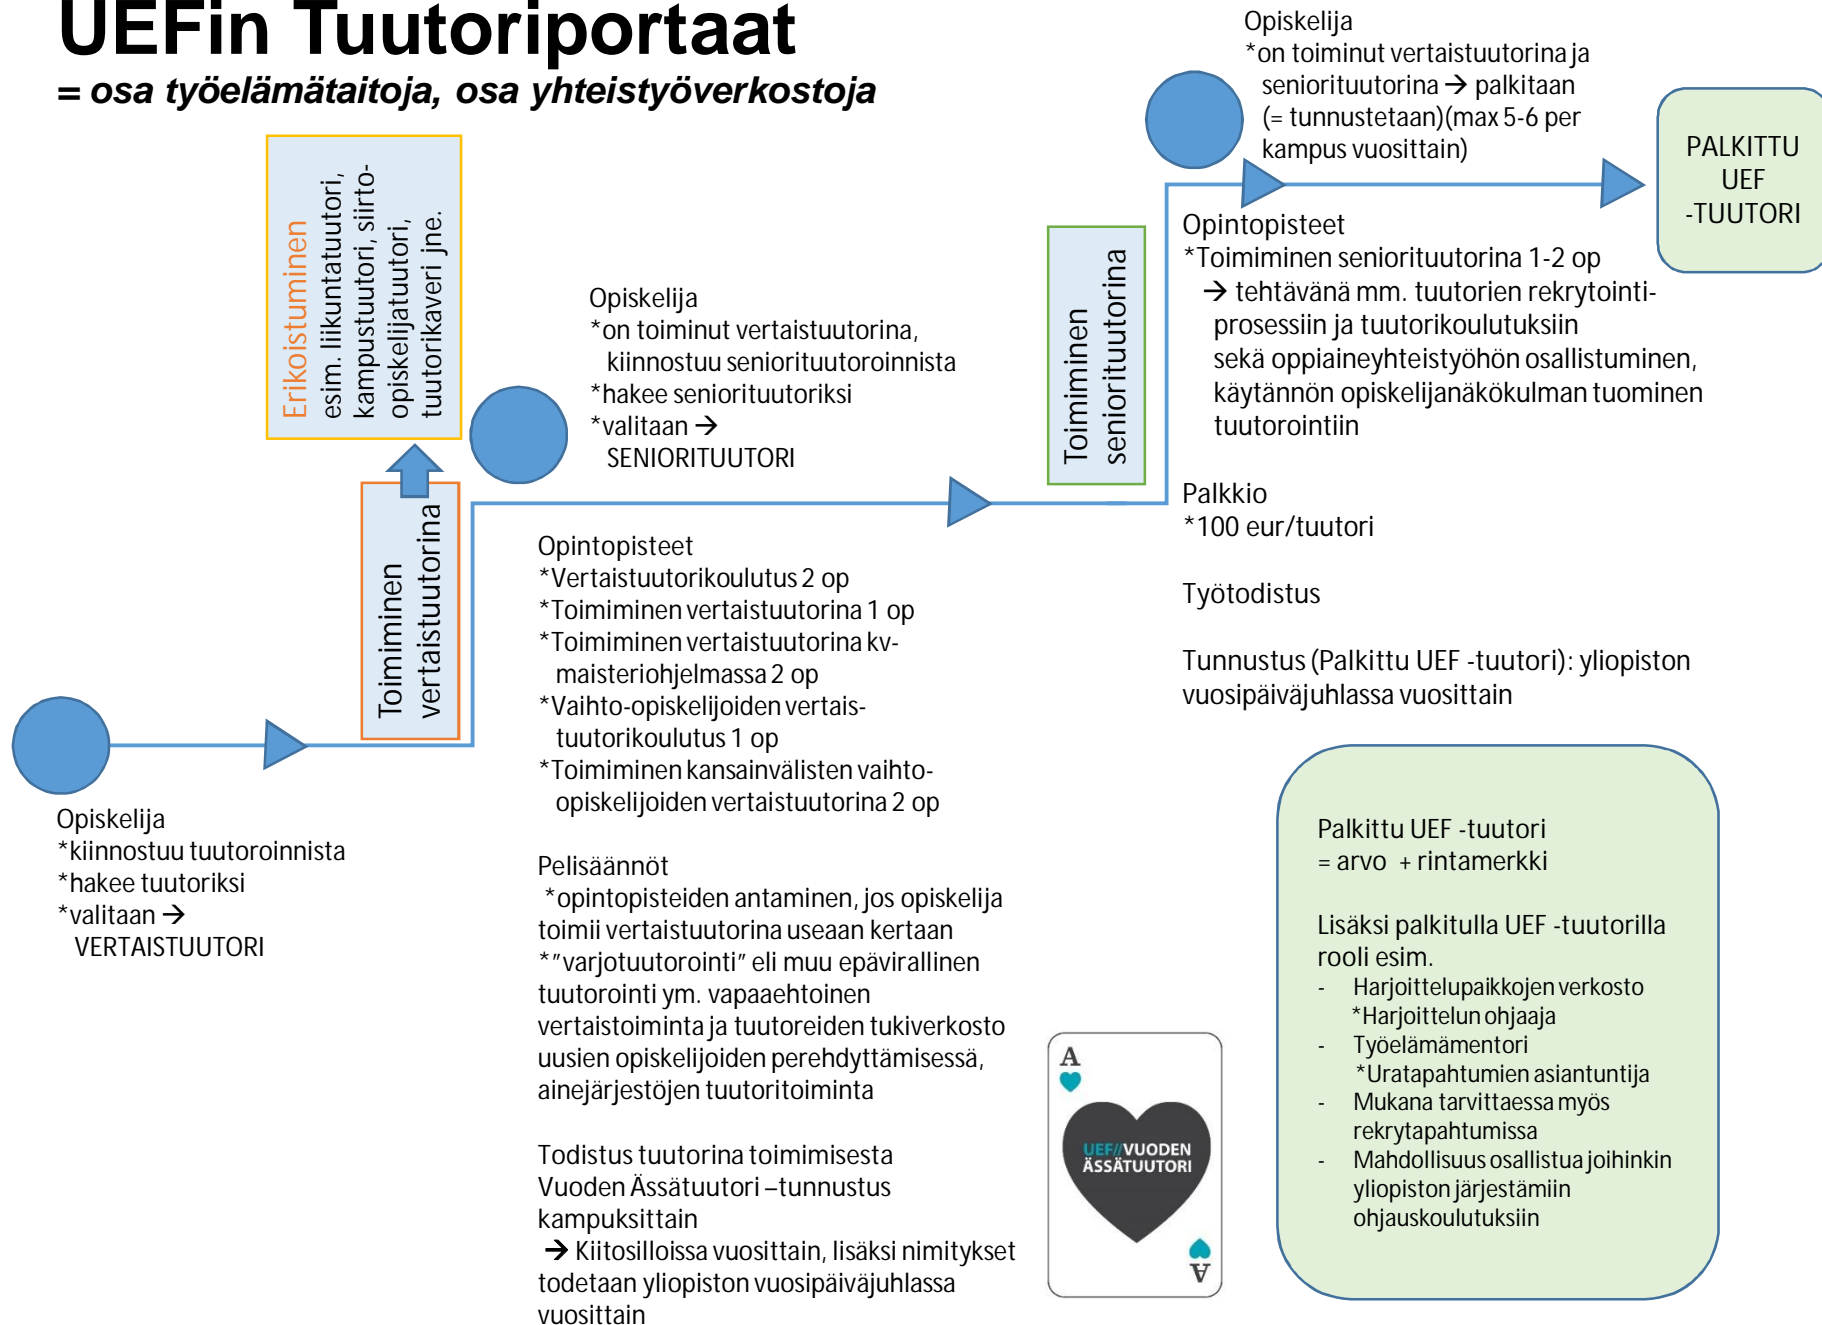 UEFin Tuutoriportaat
= osa työelämätaitoja, osa yhteistyöverkostoja
Opiskelija
*kiinnostuu tuutoroinnista
*hakee tuutoriksi
*valitaan →
VERTAISTUUTORI
Toimiminen
vertaistuutorina
Erikoistuminen
esim. liikuntatuutori,
kampustuutori, siirto-
opiskelijatuutori,
tuutorikaveri jne.
Opiskelija
*on toiminut vertaistuutorina,
kiinnostuu seniorituutoroinnista
*hakee seniorituutoriksi
*valitaan →
SENIORITUUTORI
Opintopisteet
*Vertaistuutorikoulutus 2 op
*Toimiminen vertaistuutorina 1 op
*Toimiminen vertaistuutorina kv-
maisteriohjelmassa 2 op
*Vaihto-opiskelijoiden vertais-
tuutorikoulutus 1 op
*Toimiminen kansainvälisten vaihto-
opiskelijoiden vertaistuutorina 2 op
Pelisäännöt
*opintopisteiden antaminen, jos opiskelija
toimii vertaistuutorina useaan kertaan
*”varjotuutorointi” eli muu epävirallinen
tuutorointi ym. vapaaehtoinen
vertaistoiminta ja tuutoreiden tukiverkosto
uusien opiskelijoiden perehdyttämisessä,
ainejärjestöjen tuutoritoiminta
Todistus tuutorina toimimisesta
Vuoden Ässätuutori –tunnustus
kampuksittain
→ Kiitosilloissa vuosittain, lisäksi nimitykset
todetaan yliopiston vuosipäiväjuhlassa
vuosittain
Toimiminen
seniorituutorina
Opiskelija
*on toiminut vertaistuutorina ja
seniorituutorina → palkitaan
(= tunnustetaan)(max 5-6 per
kampus vuosittain)
PALKITTU
UEF
-TUUTORI
Opintopisteet
*Toimiminen seniorituutorina 1-2 op
→ tehtävänä mm. tuutorien rekrytointi-
prosessiin ja tuutorikoulutuksiin
sekä oppiaineyhteistyöhön osallistuminen,
käytännön opiskelijanäkökulman tuominen
tuutorointiin
Palkkio
*100 eur/tuutori
Työtodistus
Tunnustus (Palkittu UEF -tuutori): yliopiston
vuosipäiväjuhlassa vuosittain
A
UEF//VUODEN
ÄSSÄTUUTORI
A
Palkittu UEF -tuutori
= arvo + rintamerkki
Lisäksi palkitulla UEF -tuutorilla
rooli esim.
- Harjoittelupaikkojen verkosto
*Harjoittelun ohjaaja
- Työelämämentori
*Uratapahtumien asiantuntija
- Mukana tarvittaessa myös
rekrytapahtumissa
- Mahdollisuus osallistua joihinkin
yliopiston järjestämiin
ohjauskoulutuksiin